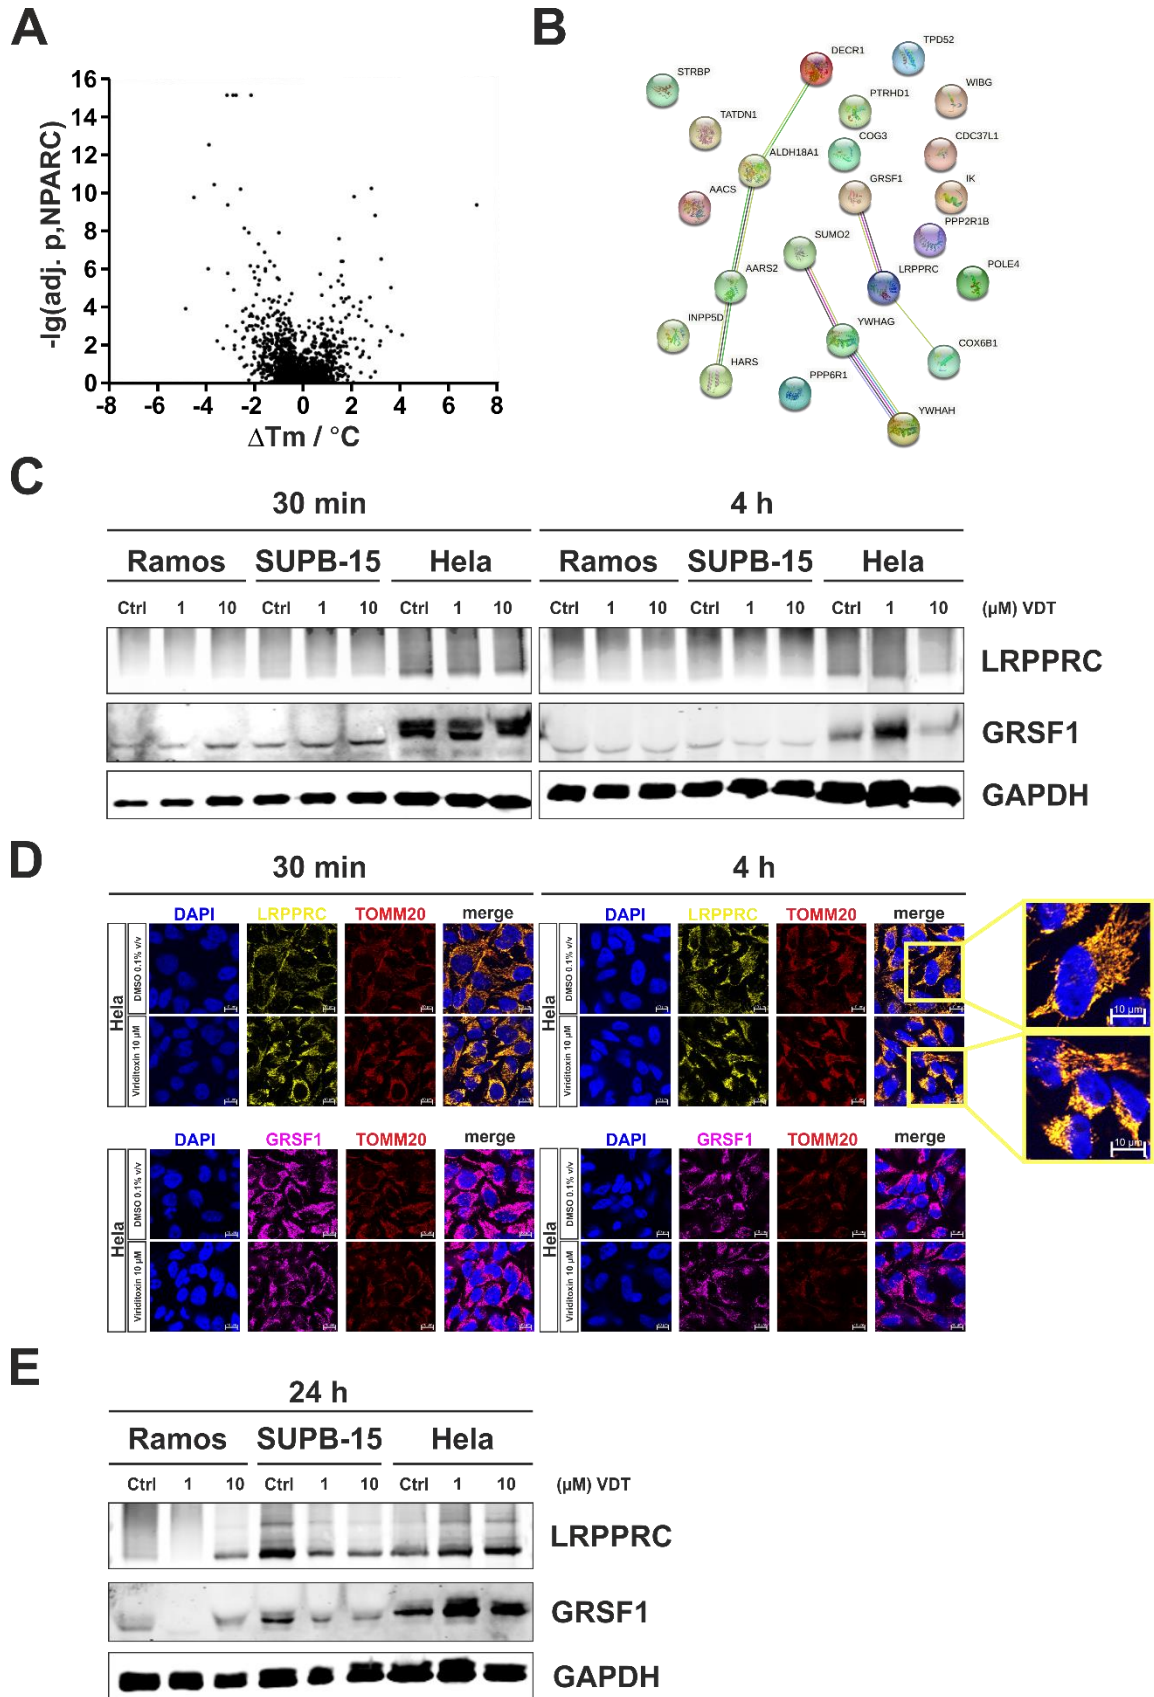 A
-lg(adj. p,NPARC)
16
14
12
10
8
6
4
2
0
-8 -6 -4 -2 0 2 4 6 8
ΔTm / °C
B
DECR1
TPD52
STRBP
WIBG
PTRHD1
TATDN1
COG3
CDC37L1
ALDH18A1
GRSF1
IK
AACS
PPP2R1B
SUMO2
LRPPRC
POLE4
AARS2
INPP5D
YWHAG
COX6B1
HARS
PPP6R1
YWHAH
C
30 min 4 h
Ramos SUPB-15 Hela Ramos SUPB-15 Hela
Ctrl 1 10 Ctrl 1 10 Ctrl 1 10 Ctrl 1 10 Ctrl 1 10 Ctrl 1 10 (µM) VDT
LRPPRC
GRSF1
GAPDH
D
30 min 4 h
DAPI LRPPRC TOMM20 merge DAPI LRPPRC TOMM20 merge
Hela
DMSO 0.1% v/v
Viriditoxin 10 µM
Hela
DMSO 0.1% v/v
Viriditoxin 10 µM
10 µm
10 µm
DAPI GRSF1 TOMM20 merge DAPI GRSF1 TOMM20 merge
Hela
DMSO 0.1% v/v
Viriditoxin 10 µM
Hela
DMSO 0.1% v/v
Viriditoxin 10 µM
E
24 h
Ramos SUPB-15 Hela
Ctrl 1 10 Ctrl 1 10 Ctrl 1 10 (µM) VDT
LRPPRC
GRSF1
GAPDH